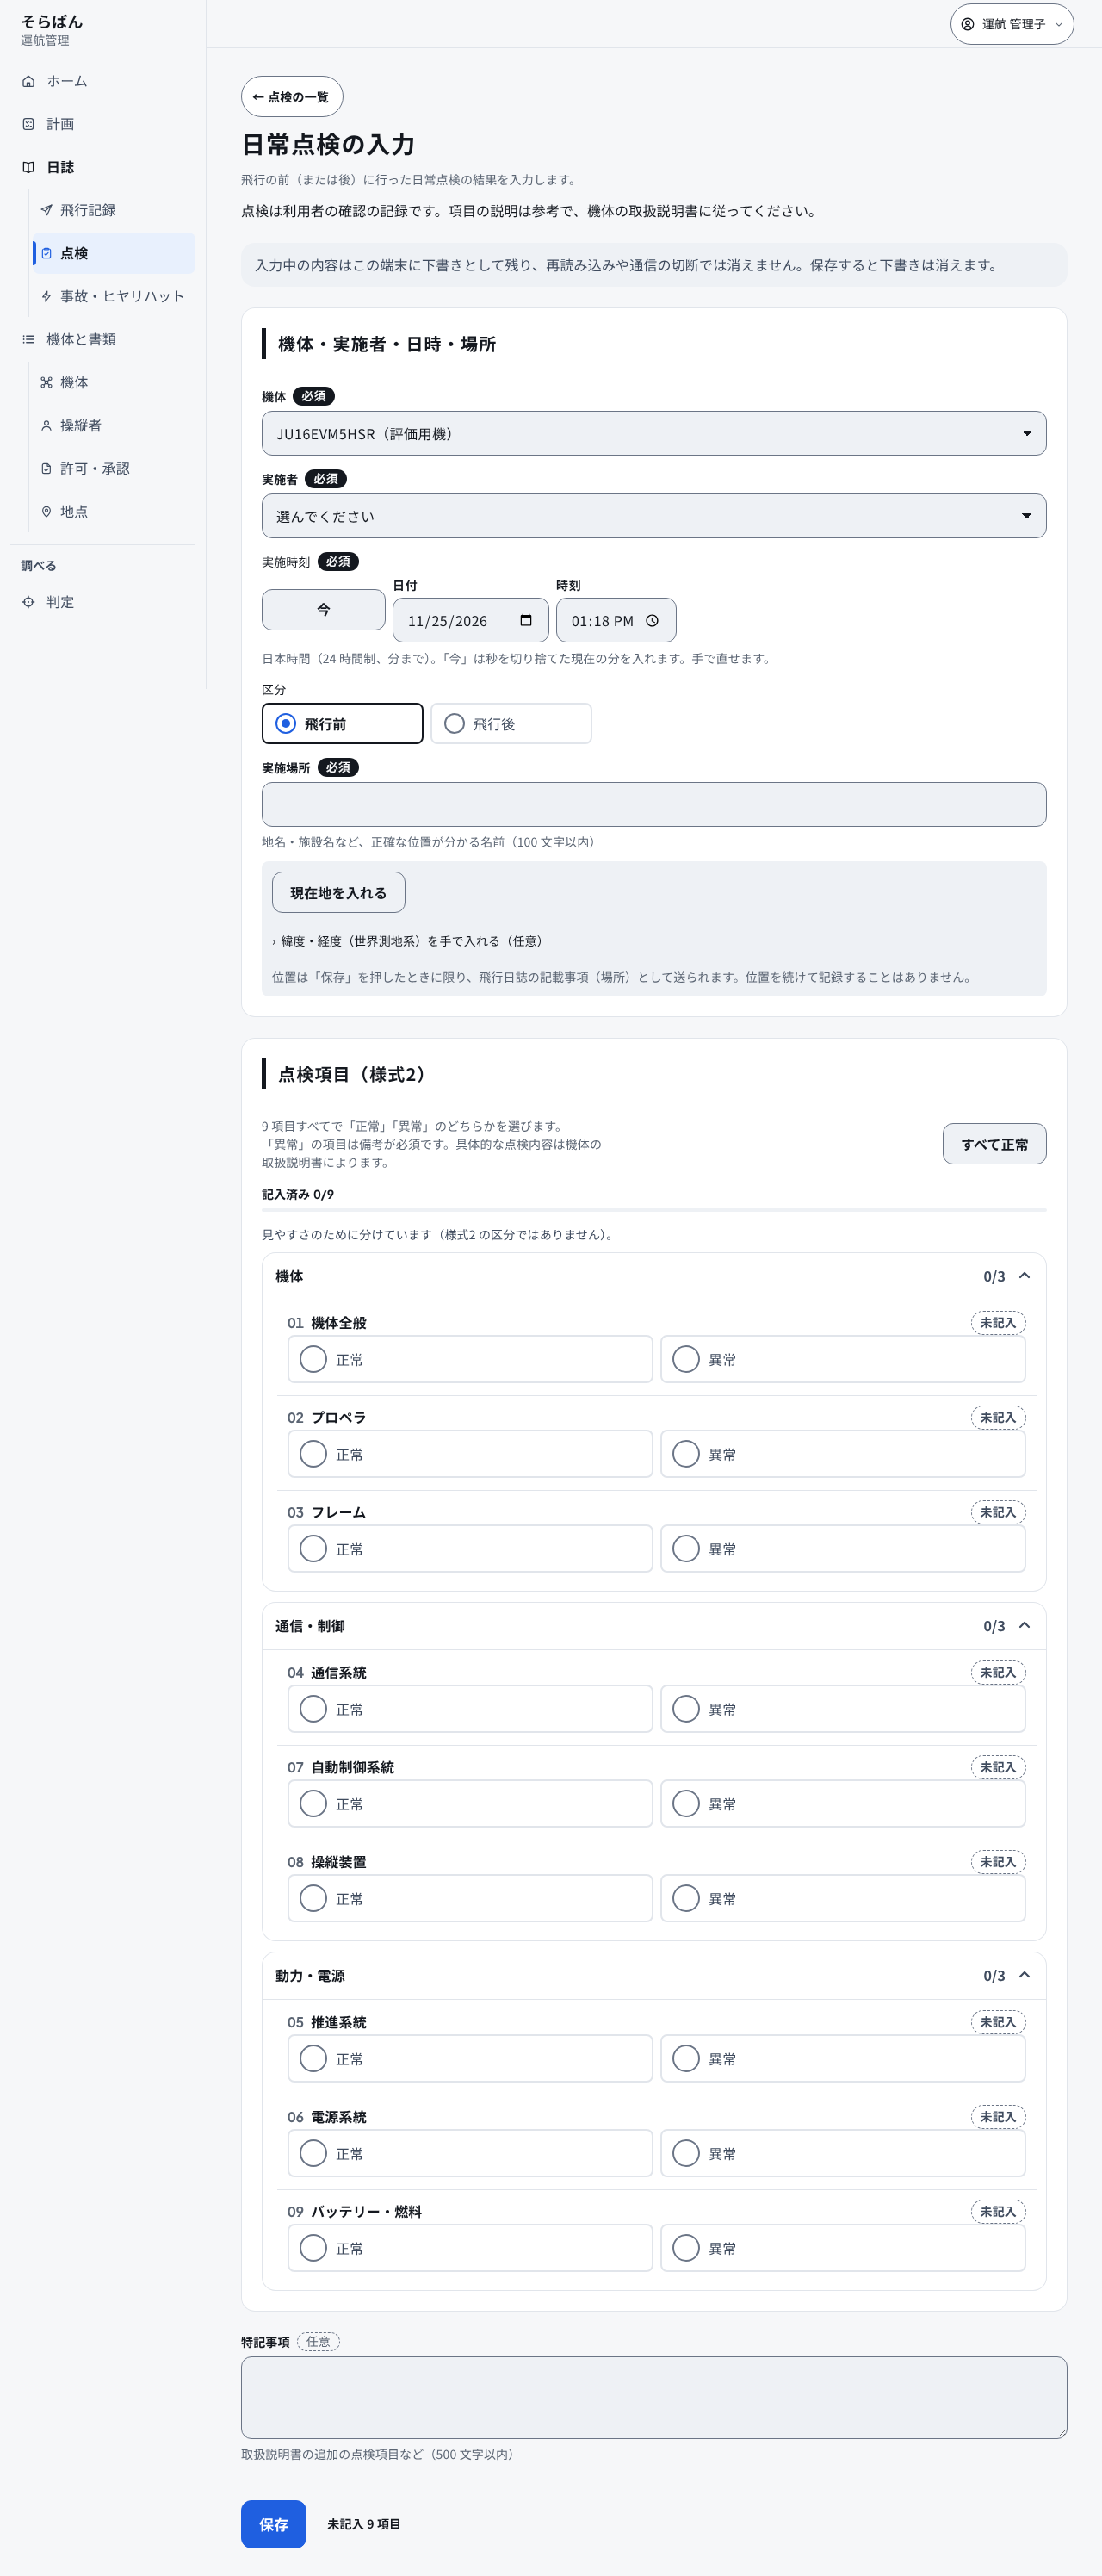 そらばん
運航管理
ホーム
計画
日誌
飛行記録
点検
事故・ヒヤリハット
機体と書類
機体
操縦者
許可・承認
地点
調べる
判定
運航 管理子
← 点検の一覧
日常点検の入力
飛行の前（または後）に行った日常点検の結果を入力します。
点検は利用者の確認の記録です。項目の説明は参考で、機体の取扱説明書に従ってください。
入力中の内容はこの端末に下書きとして残り、再読み込みや通信の切断では消えません。保存すると下書きは消えます。
機体・実施者・日時・場所
機体 必須
JU16EVM5HSR（評価用機）
実施者 必須
選んでください
実施時刻 必須
日付 時刻
今 11/25/2026 01:18 PM
日本時間（24 時間制、分まで）。「今」は秒を切り捨てた現在の分を入れます。手で直せます。
区分
飛行前 飛行後
実施場所 必須
地名・施設名など、正確な位置が分かる名前（100 文字以内）
現在地を入れる
› 緯度・経度（世界測地系）を手で入れる（任意）
位置は「保存」を押したときに限り、飛行日誌の記載事項（場所）として送られます。位置を続けて記録することはありません。
点検項目（様式2）
9 項目すべてで「正常」「異常」のどちらかを選びます。
「異常」の項目は備考が必須です。具体的な点検内容は機体の
取扱説明書によります。
すべて正常
記入済み 0/9
見やすさのために分けています（様式2 の区分ではありません）。
機体 0/3
01 機体全般 未記入
正常 異常
02 プロペラ 未記入
正常 異常
03 フレーム 未記入
正常 異常
通信・制御 0/3
04 通信系統 未記入
正常 異常
07 自動制御系統 未記入
正常 異常
08 操縦装置 未記入
正常 異常
動力・電源 0/3
05 推進系統 未記入
正常 異常
06 電源系統 未記入
正常 異常
09 バッテリー・燃料 未記入
正常 異常
特記事項 任意
取扱説明書の追加の点検項目など（500 文字以内）
保存 未記入 9 項目